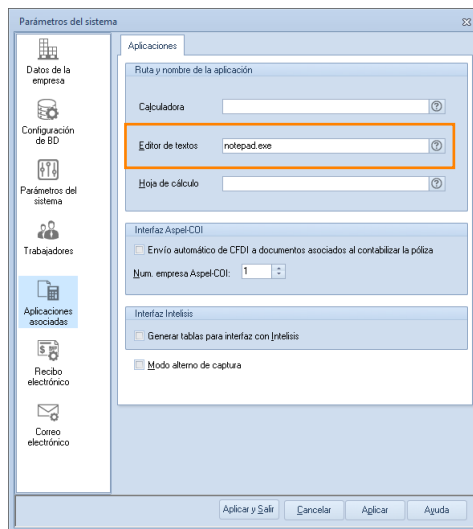 Parámetros del sistema
Datos de la
empresa
Configuración
de BD
Parámetros del
sistema
Trabajadores
Aplicaciones
asociadas
Recibo
electrónico
Correo
electrónico
Aplicaciones
Ruta y nombre de la aplicación
Calculadora
Editor de textos
notepad.exe
Hoja de cálculo
Interfaz Aspel-COI
Envío automático de CFDI a documentos asociados al contabilizar la póliza
Num. empresa Aspel-COI: 1
Interfaz Intelisis
Generar tablas para interfaz con Intelisis
Modo alterno de captura
Aplicar y Salir
Cancelar
Aplicar
Ayuda